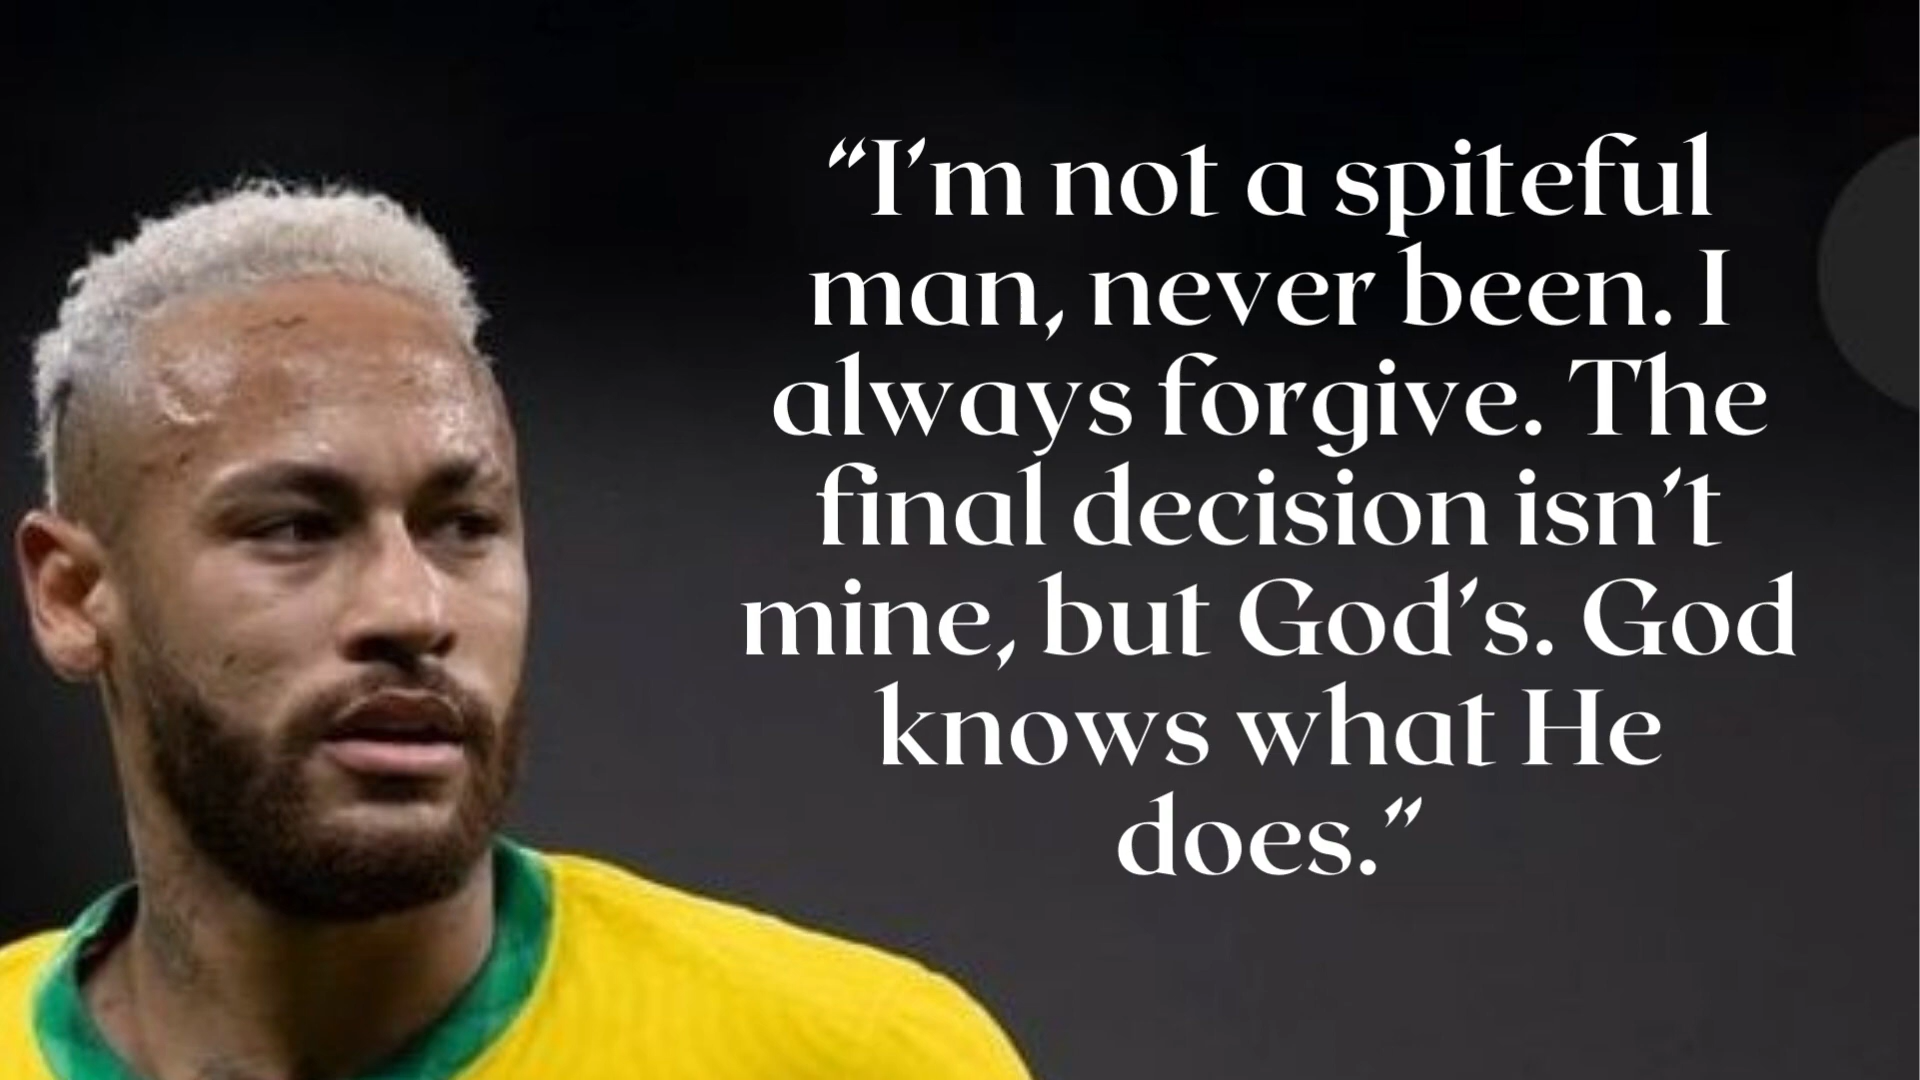 “I’m not a spiteful
man, never been. I
always forgive. The
final decision isn’t
mine, but God’s. God
knows what He
does.”